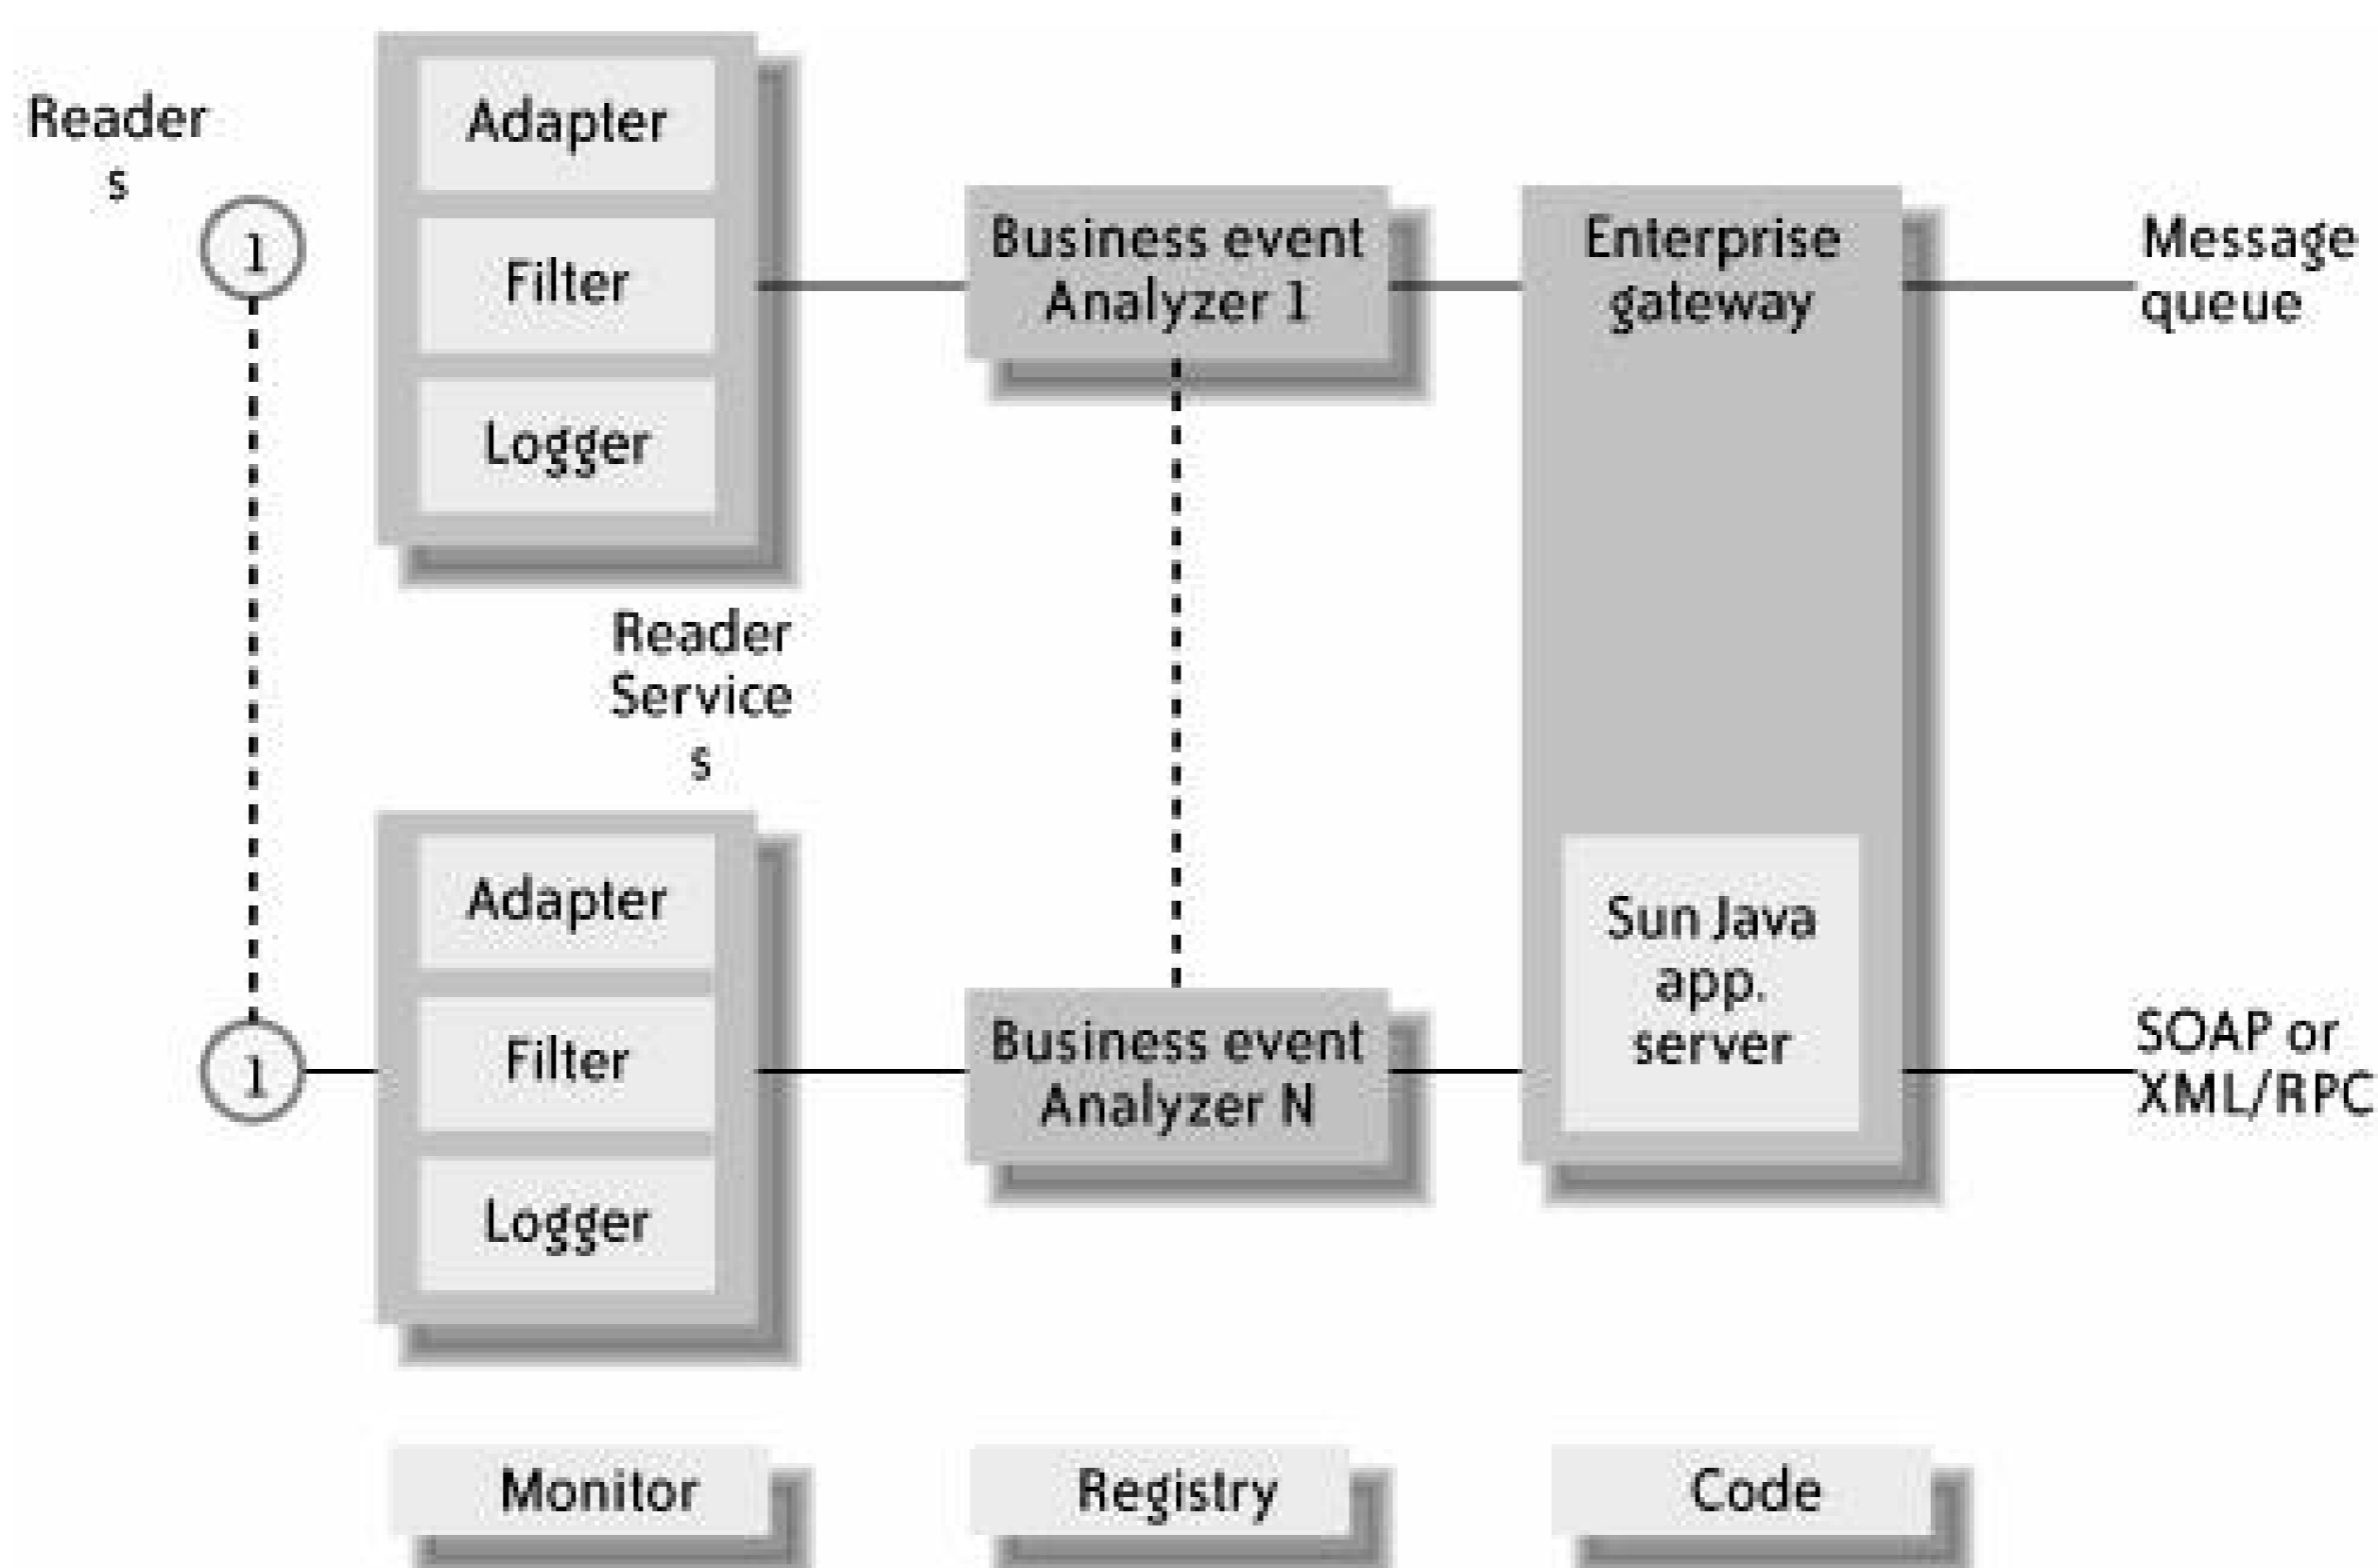 Reader
s
1
Adapter
Filter
Logger
Business event
Analyzer 1
Enterprise
gateway
Message
queue
Reader
Service
s
1
Adapter
Filter
Logger
Business event
Analyzer N
Sun Java
app.
server
SOAP or
XML/RPC
Monitor
Registry
Code